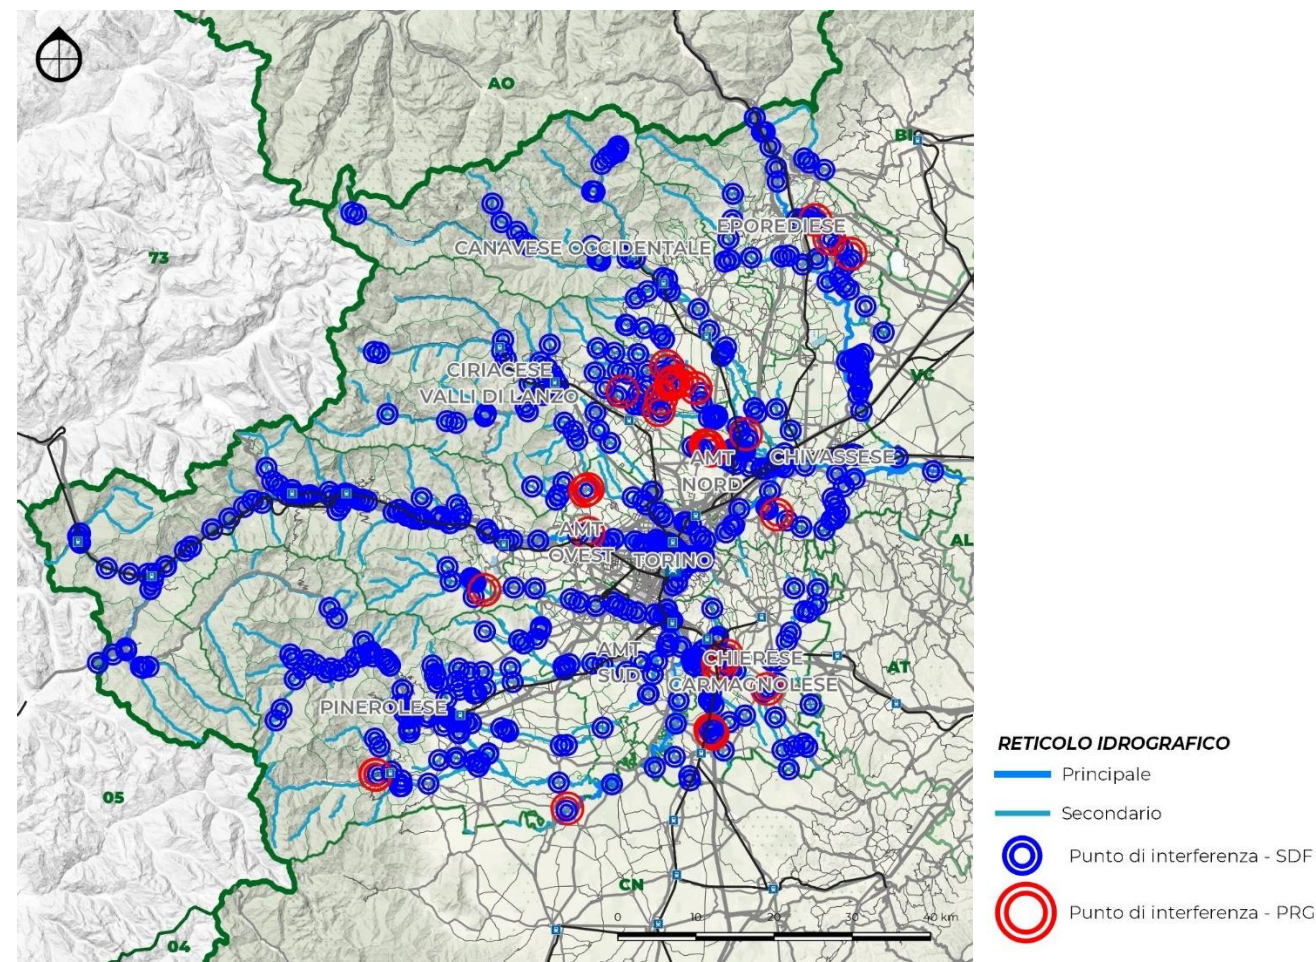 AO
BI
EPOREDIESE
CANAVESE OCCIDENTALE
73
CIRIACESE
VALLI DI LANZO
VC
AMT
NORD
CHIVASSESE
AMT
OVEST
TORINO
AL
AMT
SUD
CHIERESE
CARMAGNOLESE
AT
PINEROLESE
05
CN
04
0 10 20 30 40 km
RETICOLO IDROGRAFICO
Principale
Secondario
Punto di interferenza - SDF
Punto di interferenza - PRG